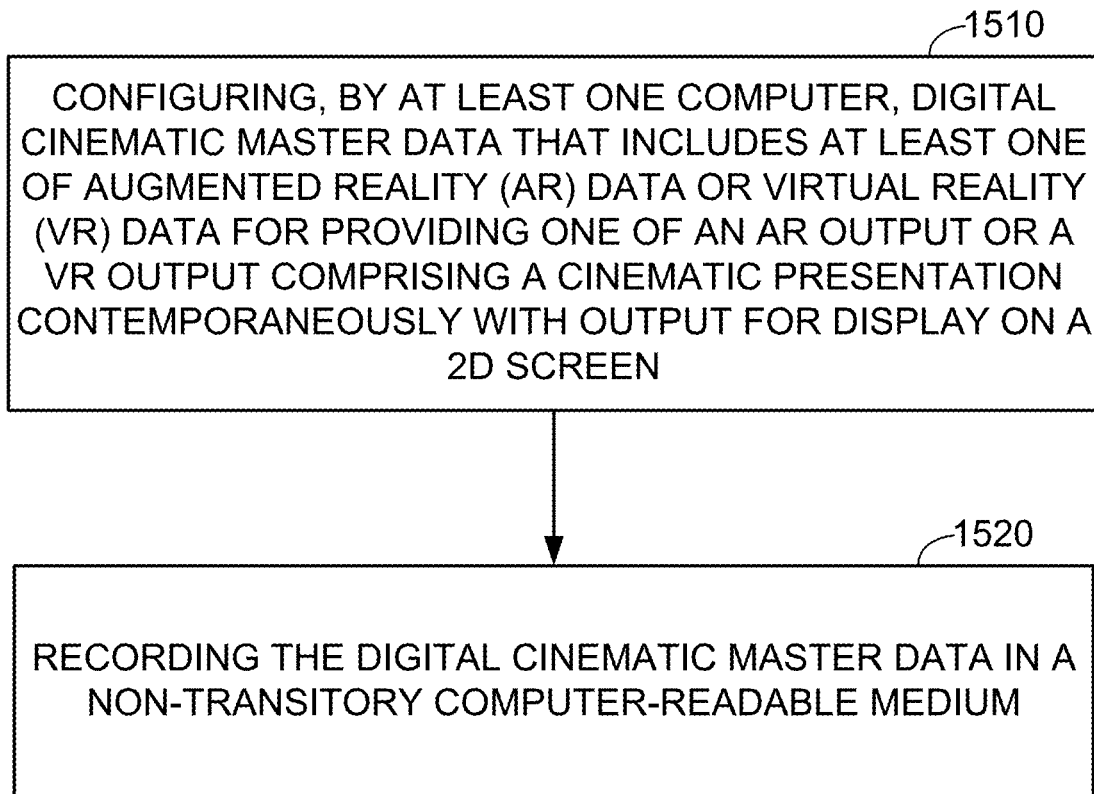 1510
CONFIGURING, BY AT LEAST ONE COMPUTER, DIGITAL
CINEMATIC MASTER DATA THAT INCLUDES AT LEAST ONE
OF AUGMENTED REALITY (AR) DATA OR VIRTUAL REALITY
(VR) DATA FOR PROVIDING ONE OF AN AR OUTPUT OR A
VR OUTPUT COMPRISING A CINEMATIC PRESENTATION
CONTEMPORANEOUSLY WITH OUTPUT FOR DISPLAY ON A
2D SCREEN
1520
RECORDING THE DIGITAL CINEMATIC MASTER DATA IN A
NON-TRANSITORY COMPUTER-READABLE MEDIUM